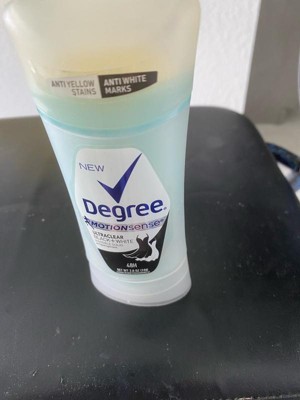 ANTI YELLOW STAINS
ANTI WHITE MARKS
NEW
Degree
MOTIONsense
ULTRACLEAR
BLACK+WHITE
48H